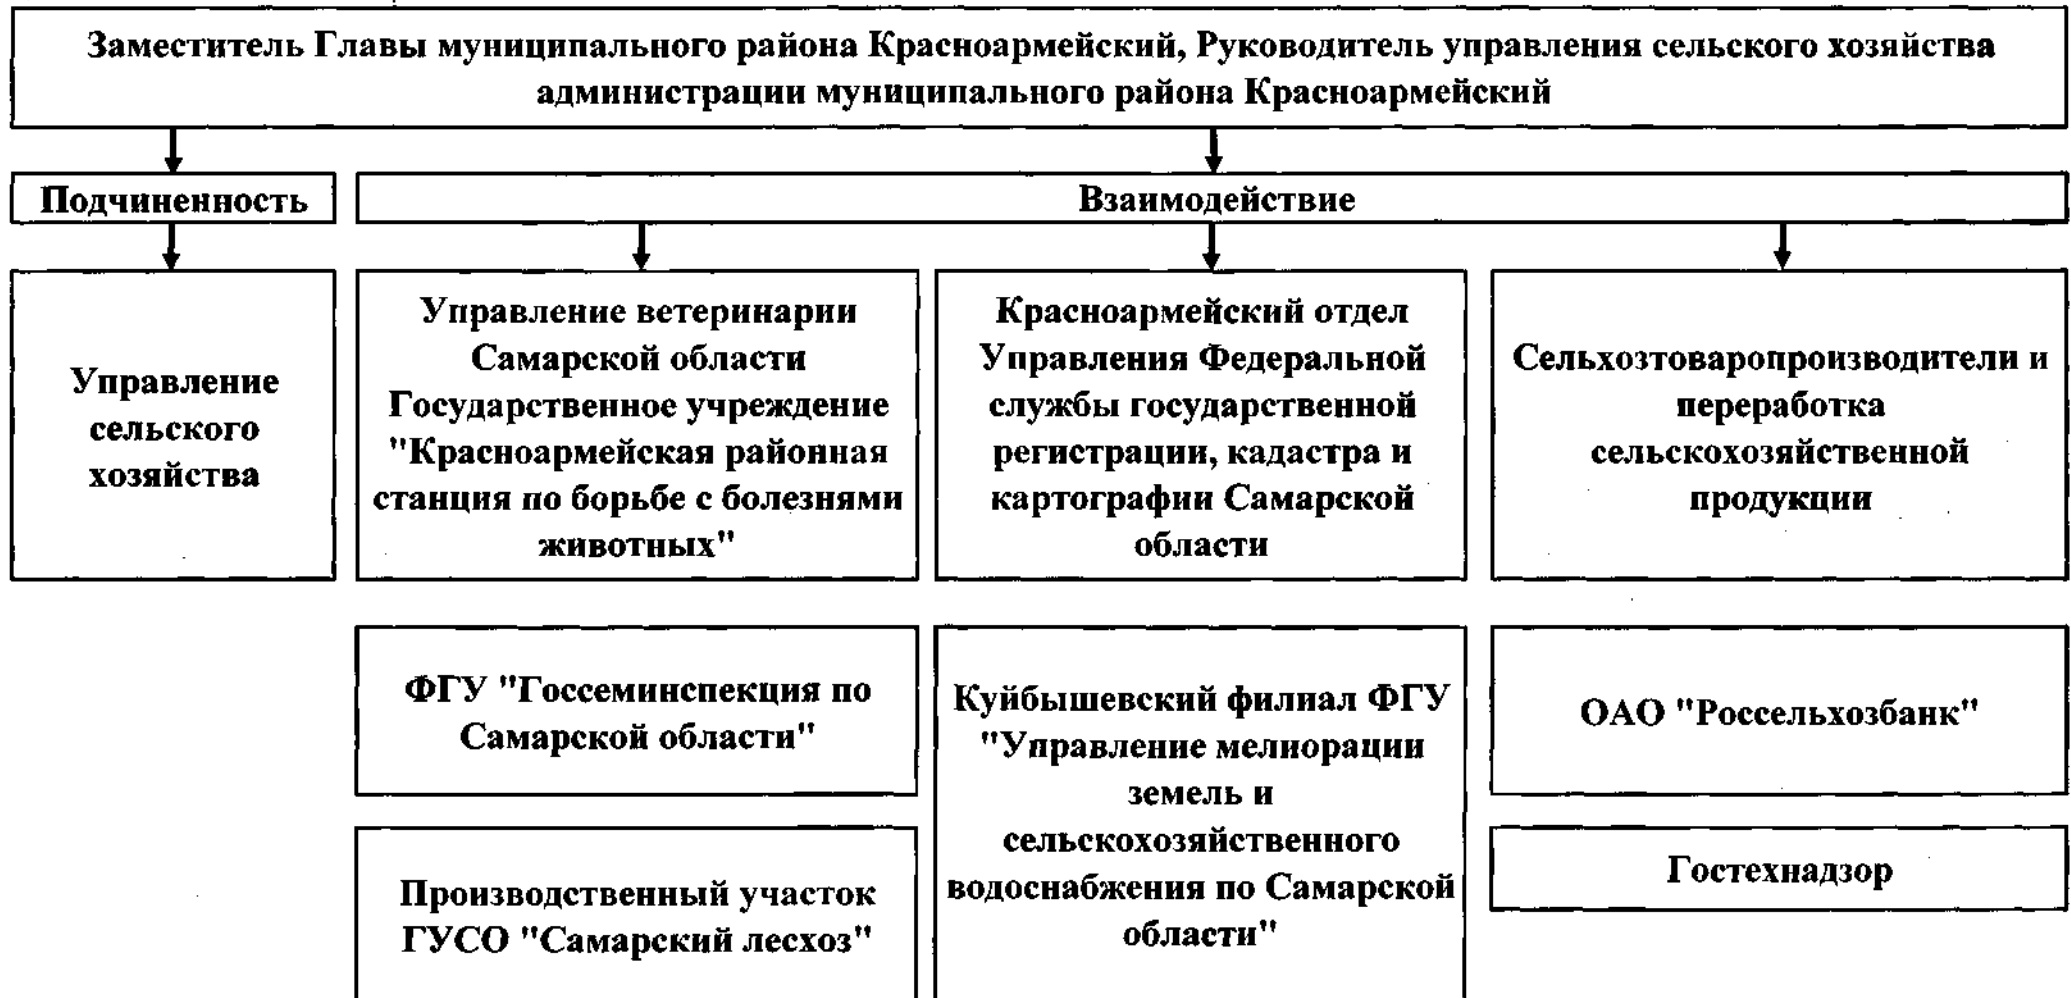 Заместитель Главы муниципального района Красноармейский, Руководитель управления сельского хозяйства
администрации муниципального района Красноармейский
Подчиненность
Взаимодействие
Управление
сельского
хозяйства
Управление ветеринарии
Самарской области
Государственное учреждение
"Красноармейская районная
станция по борьбе с болезнями
животных"
Красноармейский отдел
Управления Федеральной
службы государственной
регистрации, кадастра и
картографии Самарской
области
Сельхозтоваропроизводители и
переработка
сельскохозяйственной
продукции
ФГУ "Госсеминспекция по
Самарской области"
Куйбышевский филиал ФГУ
"Управление мелиорации
земель и
сельскохозяйственного
водоснабжения по Самарской
области"
ОАО "Россельхозбанк"
Производственный участок
ГУСО "Самарский лесхоз"
Гостехнадзор